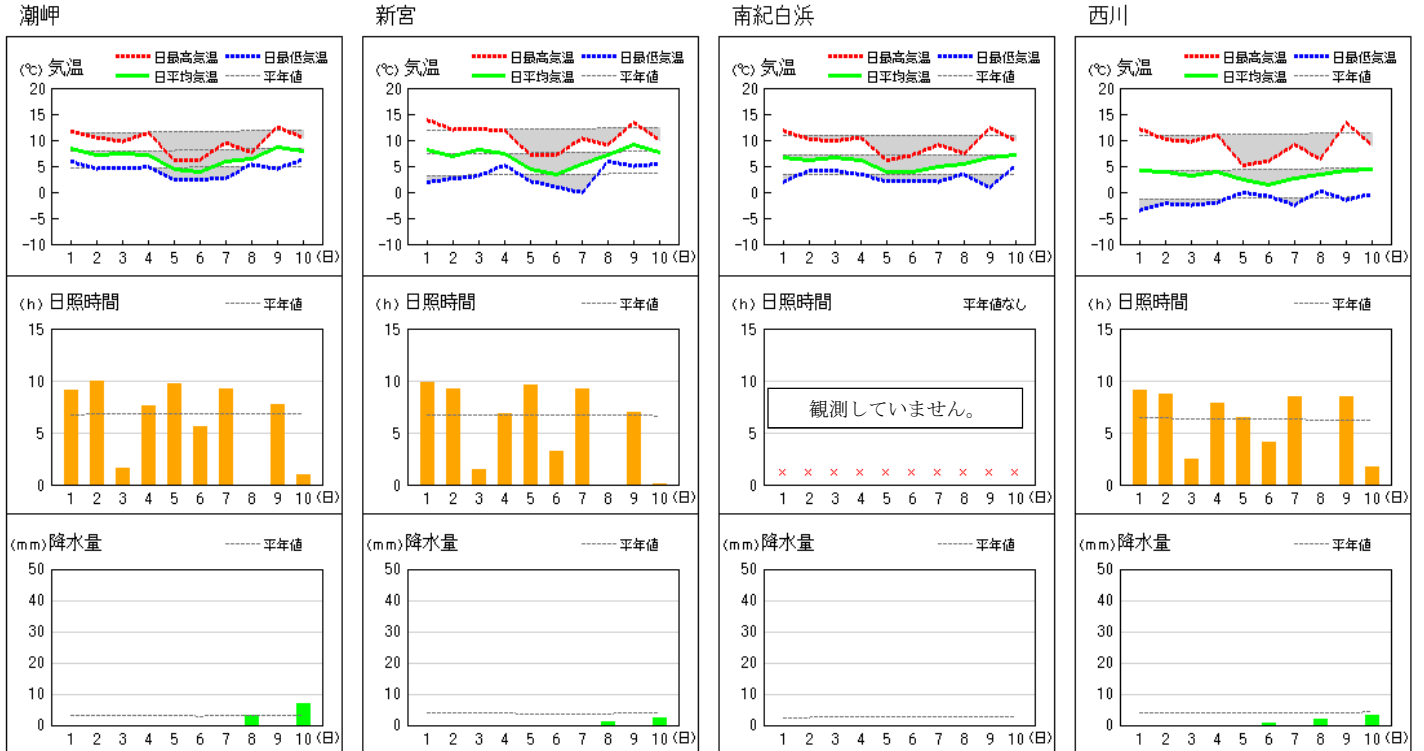 潮岬
新宮
南紀白浜
西川
(℃) 気温 日最高気温 日最低気温
日平均気温 平年値
20
15
10
5
0
-5
-10
1 2 3 4 5 6 7 8 9 10 (日)
(℃) 気温 日最高気温 日最低気温
日平均気温 平年値
20
15
10
5
0
-5
-10
1 2 3 4 5 6 7 8 9 10 (日)
(℃) 気温 日最高気温 日最低気温
日平均気温 平年値
20
15
10
5
0
-5
-10
1 2 3 4 5 6 7 8 9 10 (日)
(℃) 気温 日最高気温 日最低気温
日平均気温 平年値
20
15
10
5
0
-5
-10
1 2 3 4 5 6 7 8 9 10 (日)
(h) 日照時間 平年値
15
10
5
0
1 2 3 4 5 6 7 8 9 10 (日)
(h) 日照時間 平年値
15
10
5
0
1 2 3 4 5 6 7 8 9 10 (日)
(h) 日照時間 平年値なし
15
10
観測していません。
5
× × × × × × × × × ×
0
1 2 3 4 5 6 7 8 9 10 (日)
(h) 日照時間 平年値
15
10
5
0
1 2 3 4 5 6 7 8 9 10 (日)
(mm) 降水量 平年値
50
40
30
20
10
0
1 2 3 4 5 6 7 8 9 10 (日)
(mm) 降水量 平年値
50
40
30
20
10
0
1 2 3 4 5 6 7 8 9 10 (日)
(mm) 降水量 平年値
50
40
30
20
10
0
1 2 3 4 5 6 7 8 9 10 (日)
(mm) 降水量 平年値
50
40
30
20
10
0
1 2 3 4 5 6 7 8 9 10 (日)